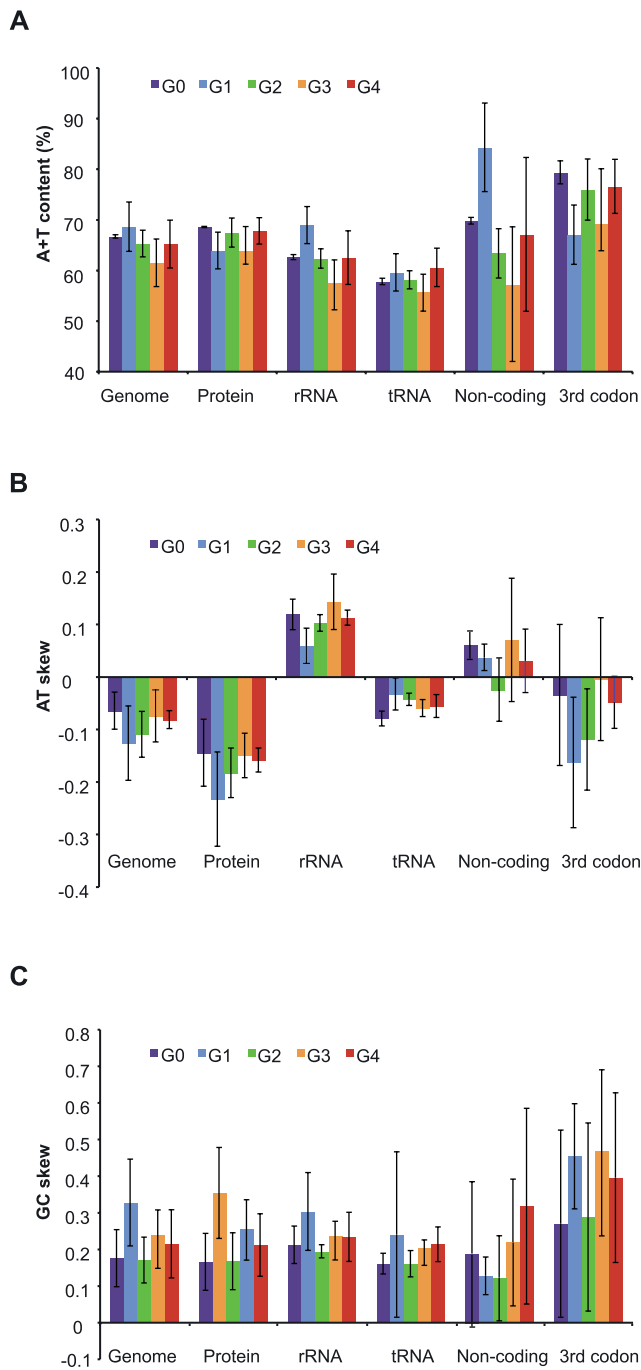 A
100
90
80
70
60
50
40
A+T content (%)
G0 G1 G2 G3 G4
Genome Protein rRNA tRNA Non-coding 3rd codon
B
0.3
0.2
0.1
0
-0.1
-0.2
-0.3
-0.4
AT skew
G0 G1 G2 G3 G4
Genome Protein rRNA tRNA Non-coding 3rd codon
C
0.8
0.7
0.6
0.5
0.4
0.3
0.2
0.1
0
-0.1
GC skew
G0 G1 G2 G3 G4
Genome Protein rRNA tRNA Non-coding 3rd codon